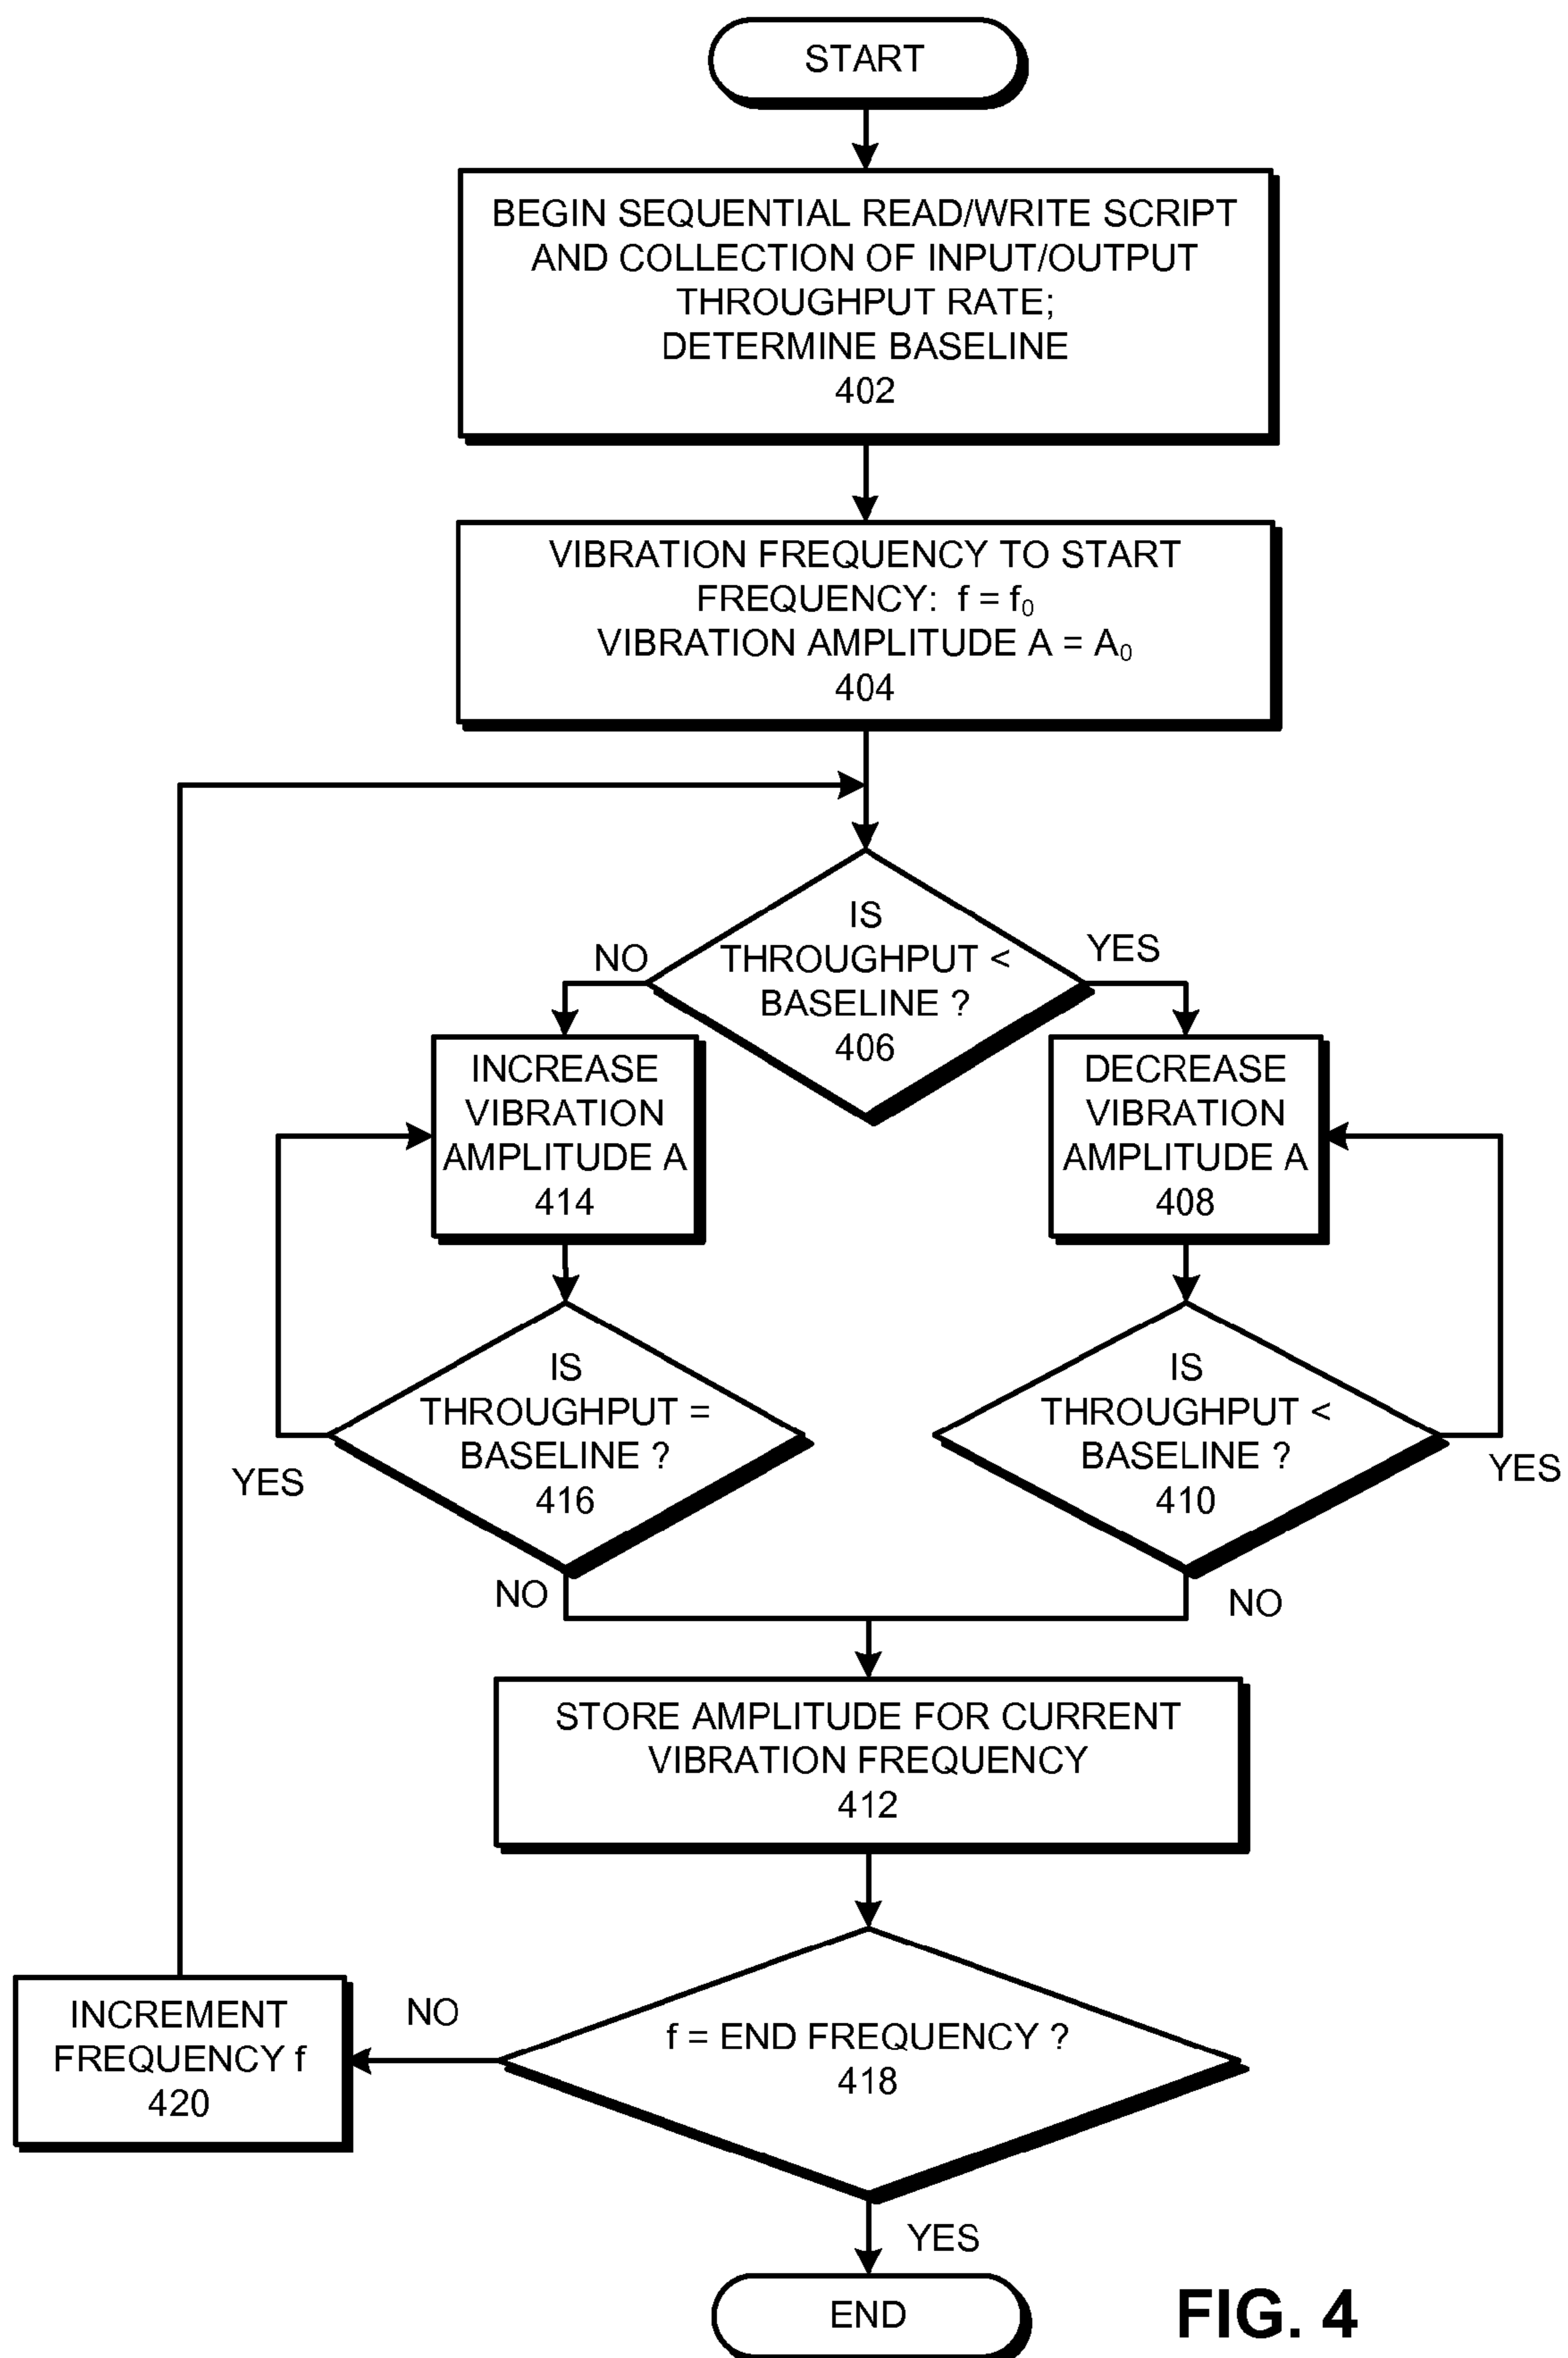 START
BEGIN SEQUENTIAL READ/WRITE SCRIPT
AND COLLECTION OF INPUT/OUTPUT
THROUGHPUT RATE;
DETERMINE BASELINE
402
VIBRATION FREQUENCY TO START
FREQUENCY: f = f₀
VIBRATION AMPLITUDE A = A₀
404
IS
THROUGHPUT <
BASELINE ?
406
NO
YES
INCREASE
VIBRATION
AMPLITUDE A
414
DECREASE
VIBRATION
AMPLITUDE A
408
IS
THROUGHPUT =
BASELINE ?
416
YES
NO
IS
THROUGHPUT <
BASELINE ?
410
YES
NO
STORE AMPLITUDE FOR CURRENT
VIBRATION FREQUENCY
412
f = END FREQUENCY ?
418
NO
INCREMENT
FREQUENCY f
420
YES
END
FIG. 4